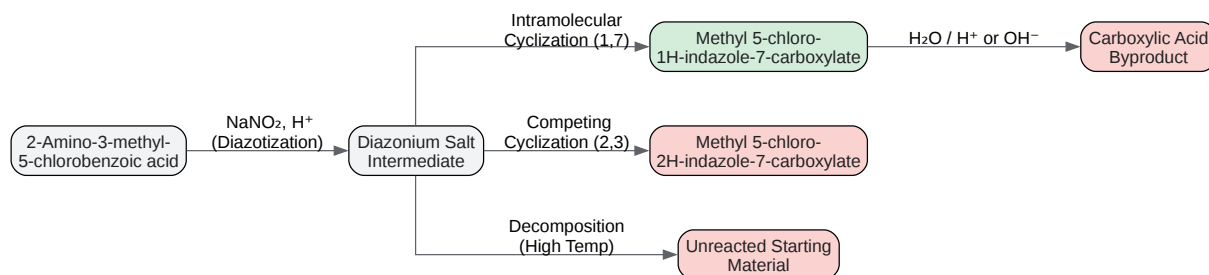 2-Amino-3-methyl-
5-chlorobenzoic acid
NaNO₂, H⁺
(Diazotization)
Diazonium Salt
Intermediate
Intramolecular
Cyclization (1,7)
Methyl 5-chloro-
1H-indazole-7-carboxylate
H₂O / H⁺ or OH⁻
Carboxylic Acid
Byproduct
Competing
Cyclization (2,3)
Methyl 5-chloro-
2H-indazole-7-carboxylate
Decomposition
(High Temp)
Unreacted Starting
Material